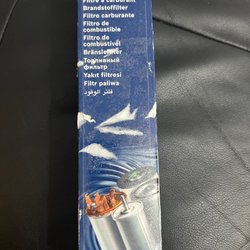 Filtre à carburant
Brandstoffilter
Filtro carburante
Filtro de
combustible
Filtro de
combustível
Bränslefilter
Топливный
фильтр
Yakıt filtresi
Filtr paliwa
فلتر الوقود